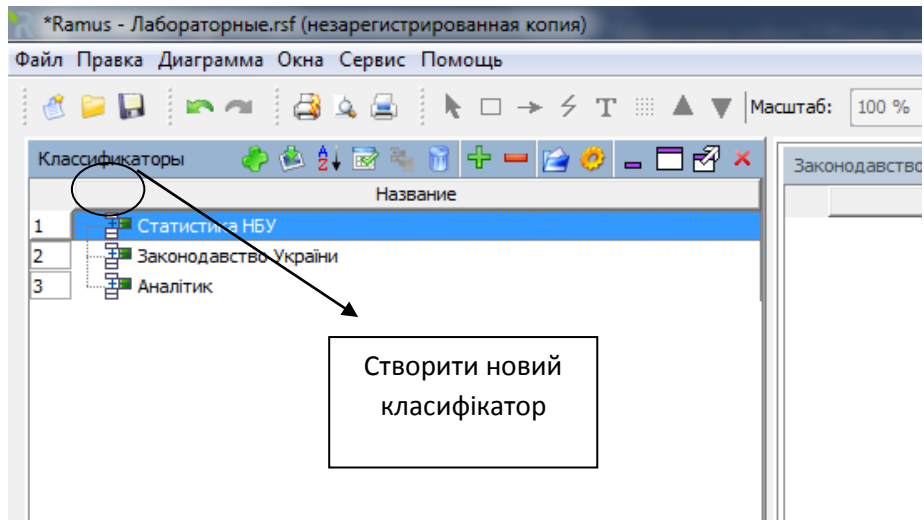 *Ramus - Лабораторные.rsf (незарегистрированная копия)
Файл Правка Диаграмма Окна Сервис Помощь
T Масштаб: 100 %
Классификаторы
Законодавство
Название
1 Статистика НБУ
2 Законодавство України
3 Аналітик
Створити новий
класифікатор